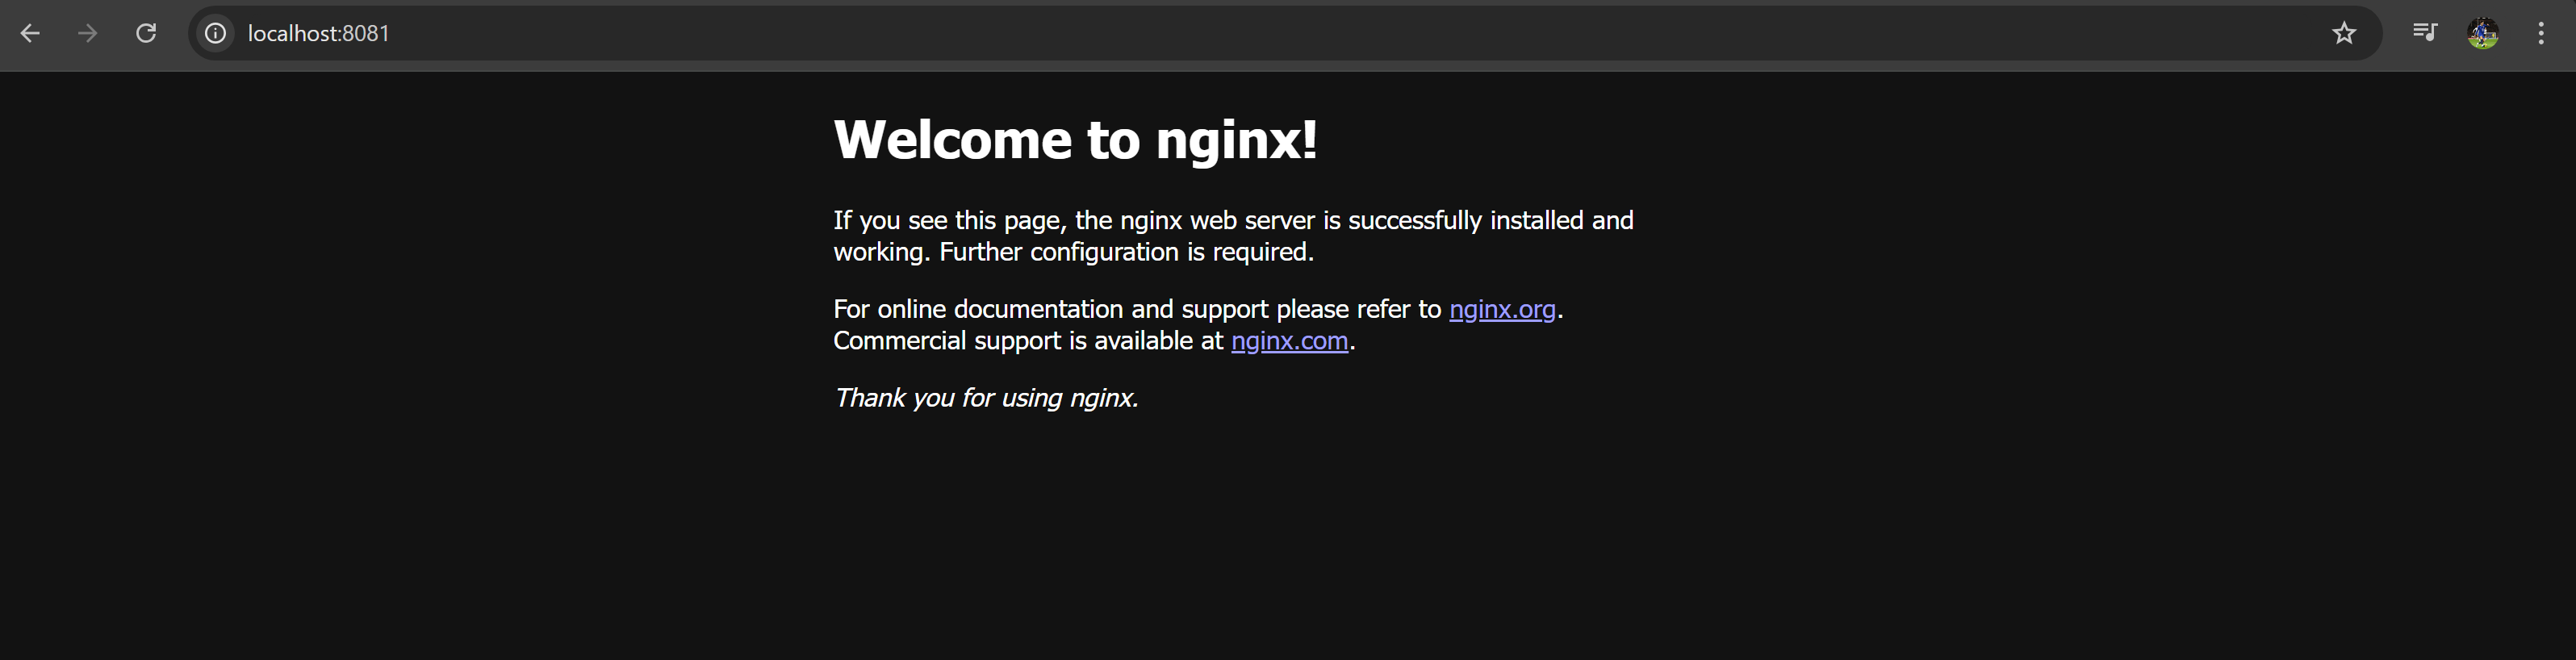 localhost:8081
Welcome to nginx!
If you see this page, the nginx web server is successfully installed and
working. Further configuration is required.
For online documentation and support please refer to nginx.org.
Commercial support is available at nginx.com.
Thank you for using nginx.